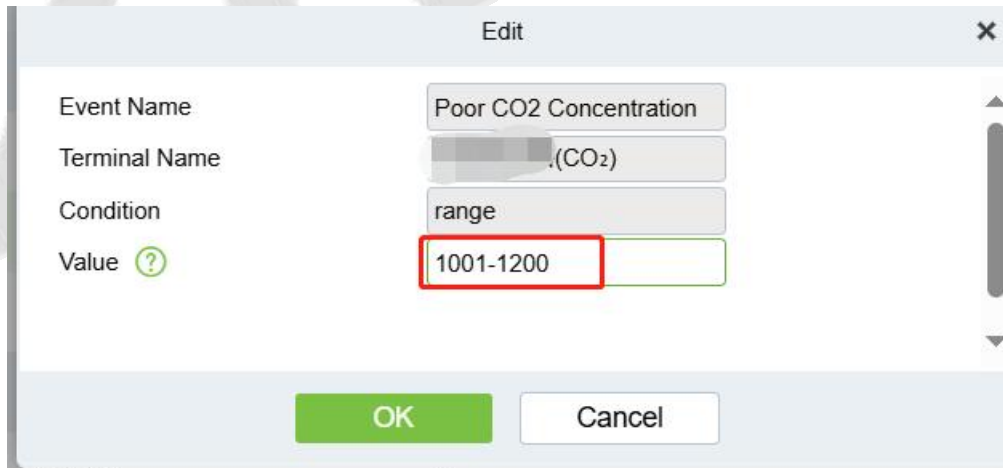 Edit
Event Name
Poor CO2 Concentration
Terminal Name
.(CO₂)
Condition
range
Value
1001-1200
OK
Cancel